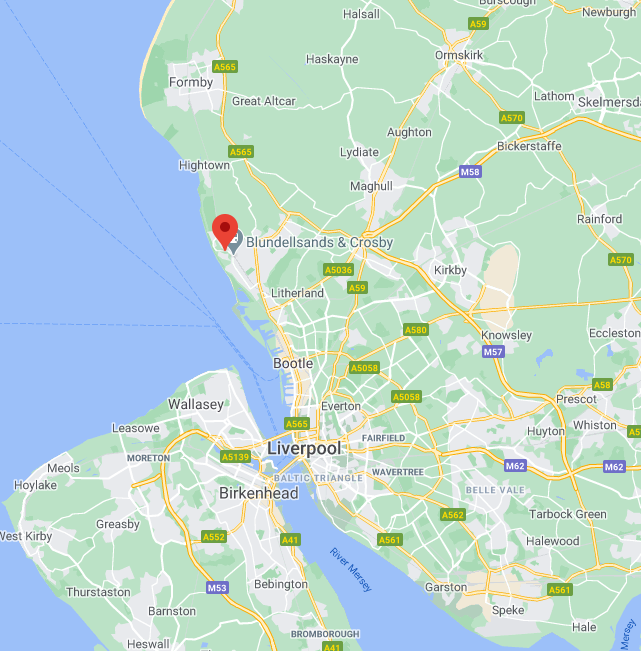 Burscough
Halsall
Newburgh
A59
Haskayne
Ormskirk
A565
Formby
Lathom
Skelmersda
Great Altcar
A570
Aughton
Bickerstaffe
A565
Lydiate
Hightown
M58
Maghull
Rainford
Blundellsands & Crosby
A570
A5036
Kirkby
A59
Litherland
A580
Knowsley
Eccleston
M57
Bootle
A5058
A58
A5058
Prescot
Wallasey
Everton
A565
Whiston
Leasowe
Huyton
A57
FAIRFIELD
Liverpool
MORETON
A5139
M62
M62
Meols
WAVERTREE
BALTIC TRIANGLE
Hoylake
BELLE VALE
Birkenhead
Tarbock Green
A562
Greasby
West Kirby
A552
A41
A561
Halewood
River Mersey
Bebington
M53
Garston
A561
Thurstaston
Barnston
Speke
Hale
BROMBOROUGH
Heswall
A41
Mersey